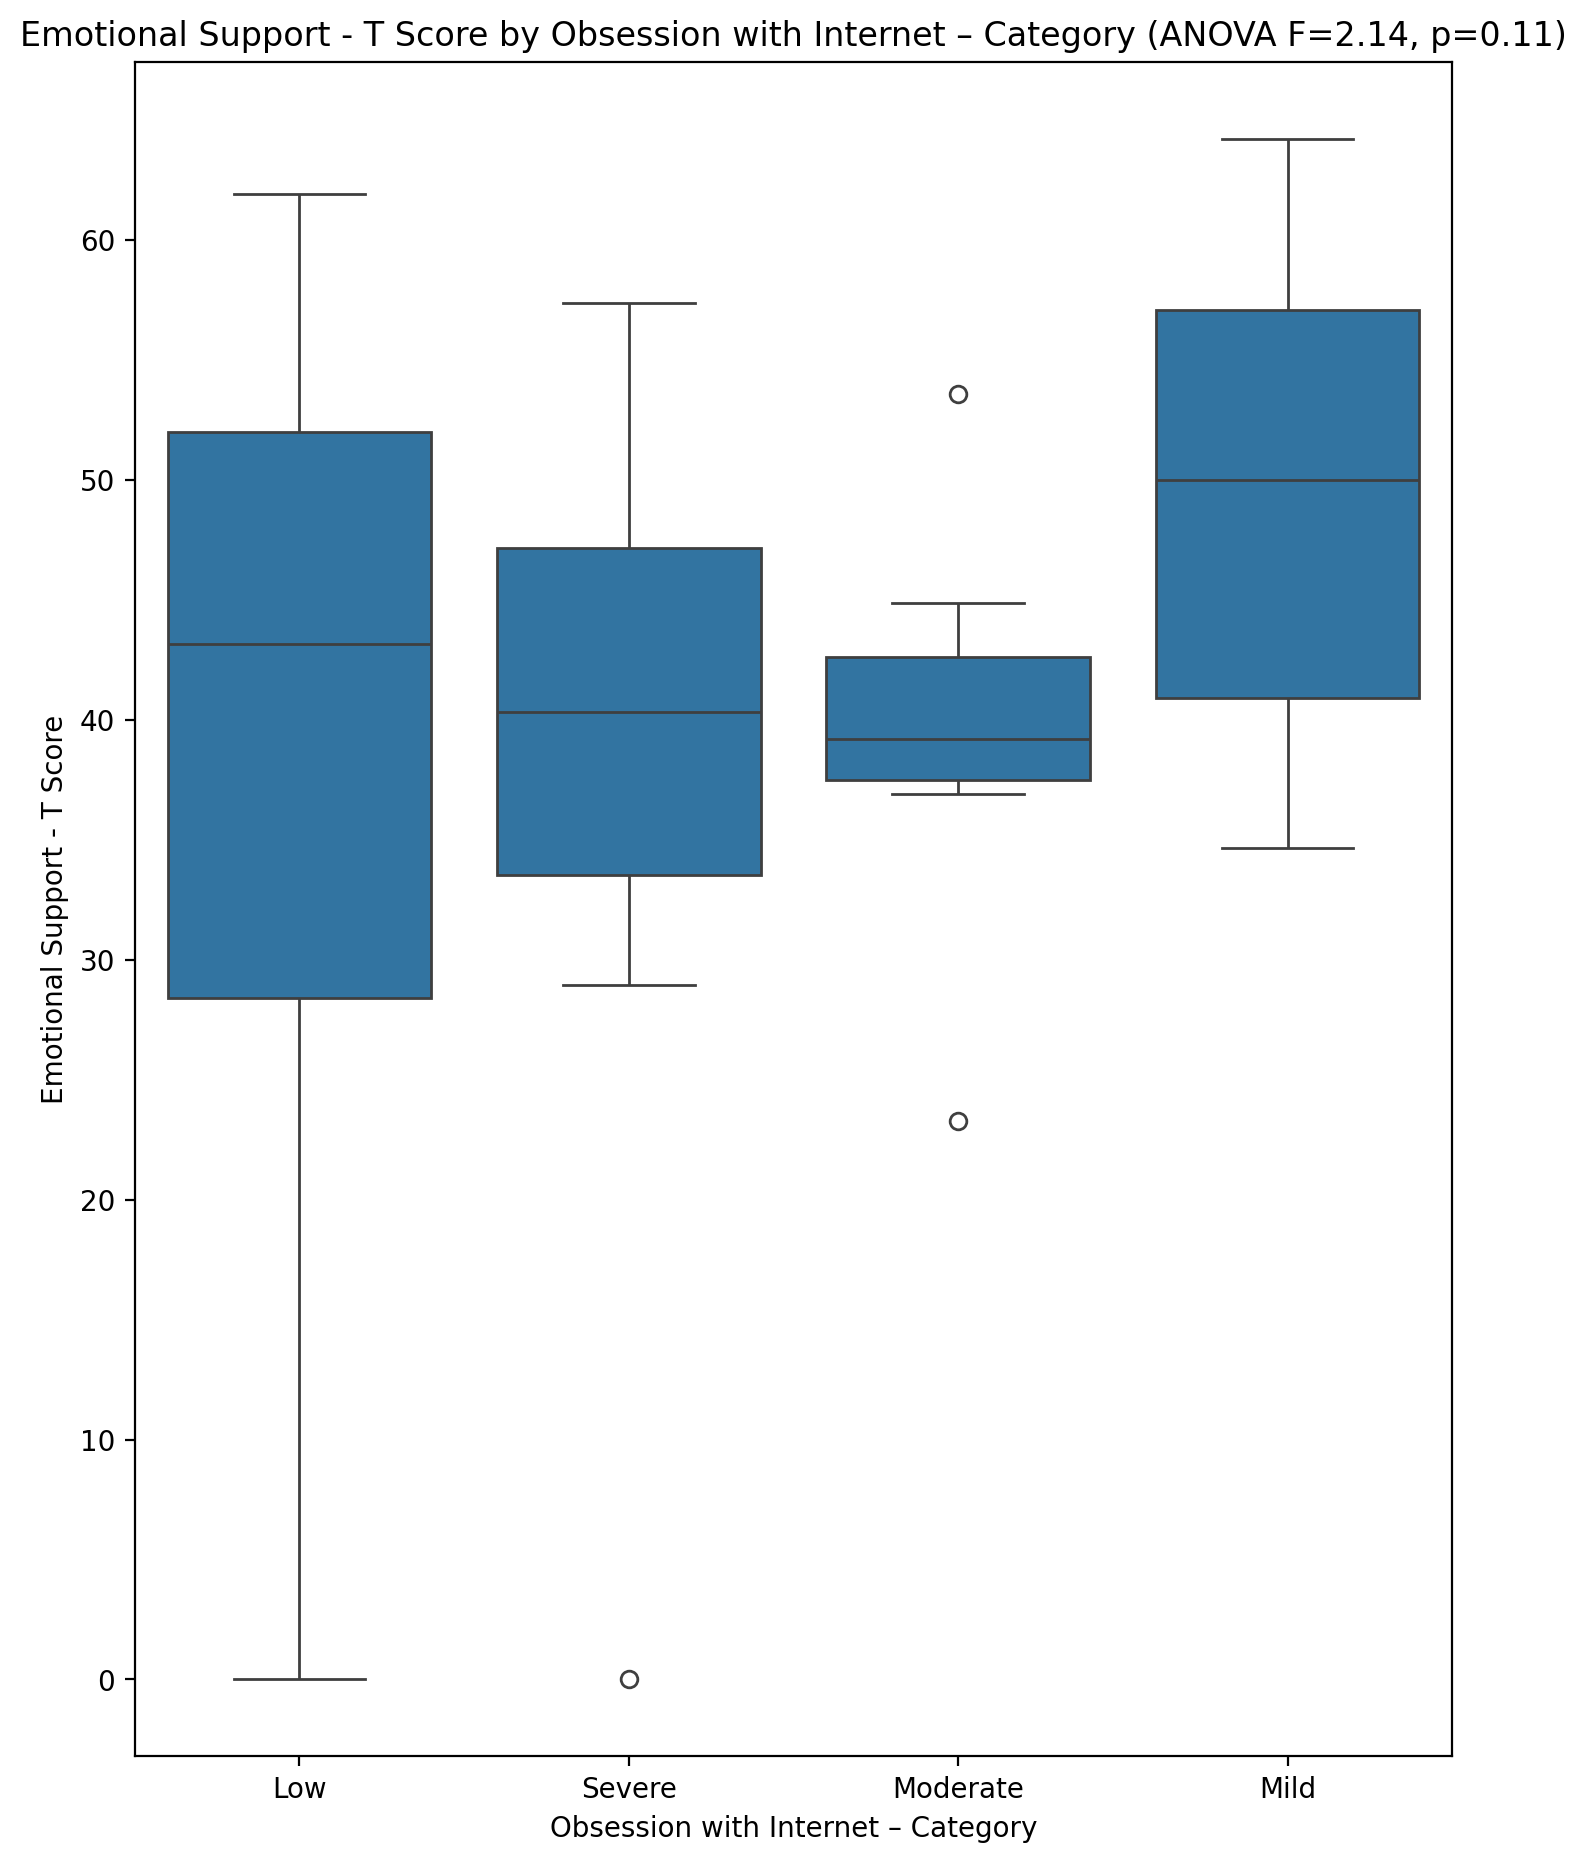 Emotional Support - T Score by Obsession with Internet – Category (ANOVA F=2.14, p=0.11)
Emotional Support - T Score
60
50
40
30
20
10
0
Low Severe Moderate Mild
Obsession with Internet – Category